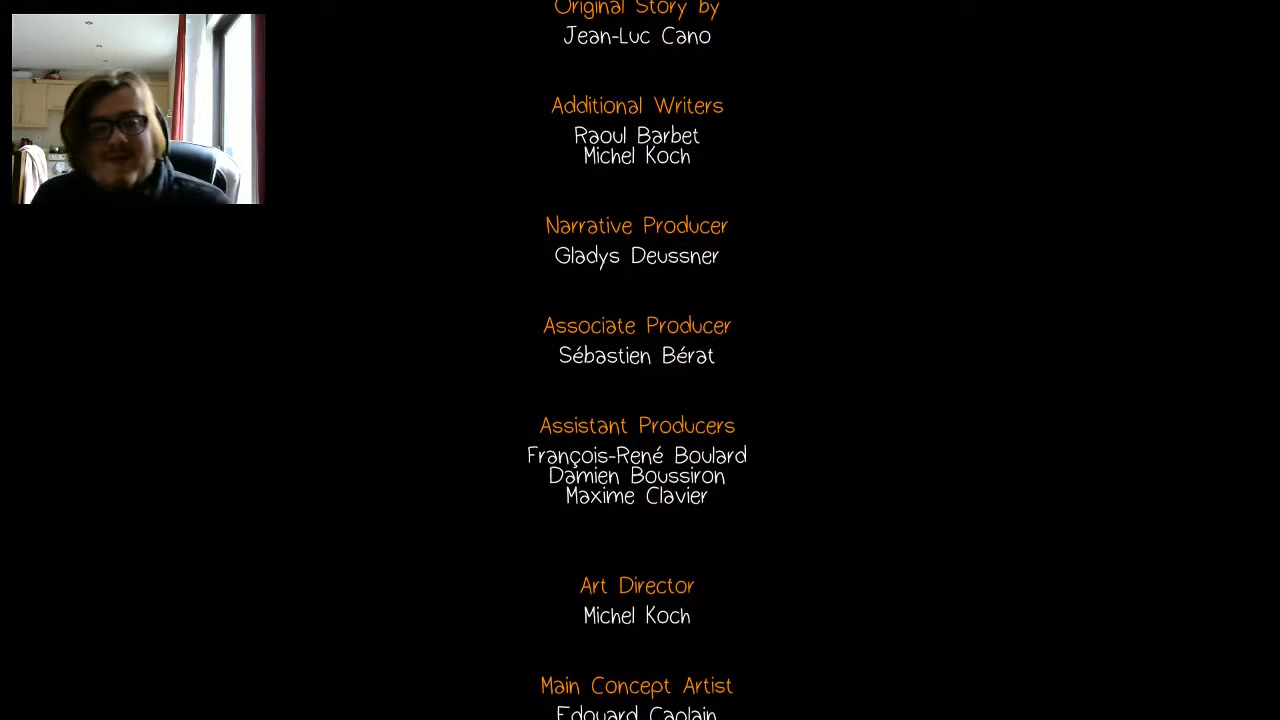 Original Story by
Jean-Luc Cano
Additional Writers
Raoul Barbet
Michel Koch
Narrative Producer
Gladys Deussner
Associate Producer
Sébastien Bérat
Assistant Producers
François-René Boulard
Damien Boussiron
Maxime Clavier
Art Director
Michel Koch
Main Concept Artist
Edouard Caplain